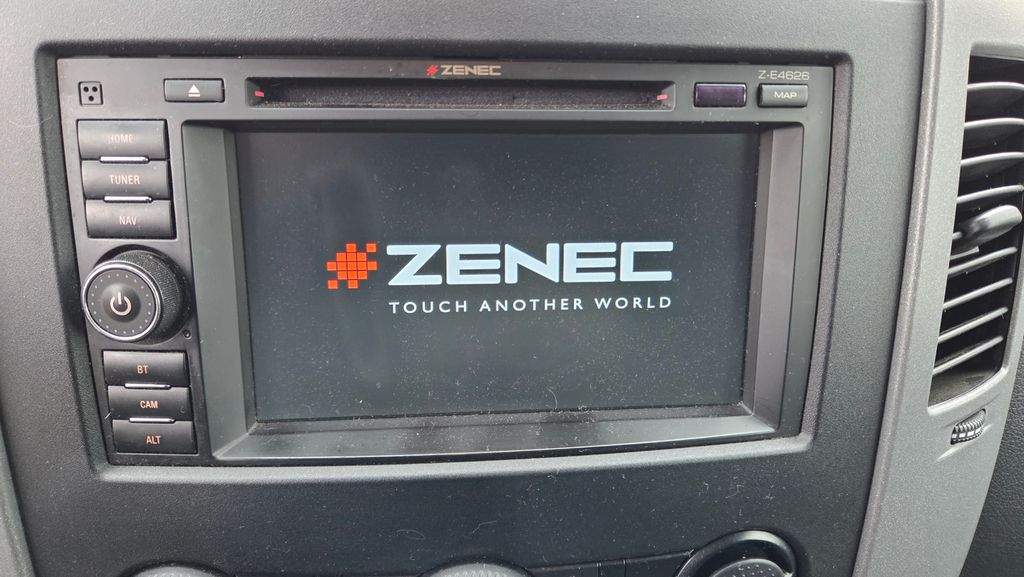 ZENEC
Z-E4626
MAP
HOME
TUNER
NAV
ZENEC
TOUCH ANOTHER WORLD
BT
CAM
ALT